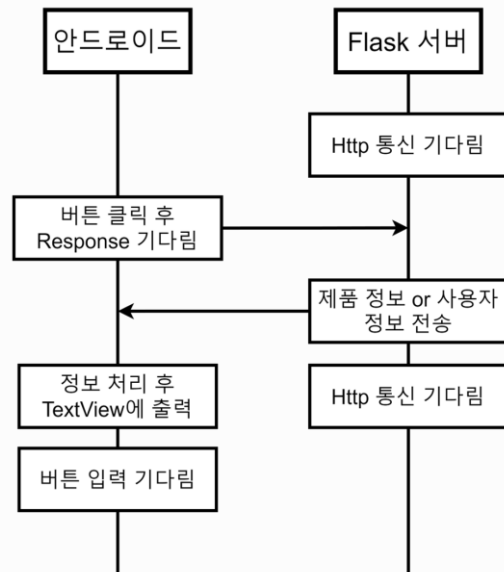 안드로이드
Flask 서버
Http 통신 기다림
버튼 클릭 후
Response 기다림
제품 정보 or 사용자
정보 전송
정보 처리 후
TextView에 출력
Http 통신 기다림
버튼 입력 기다림